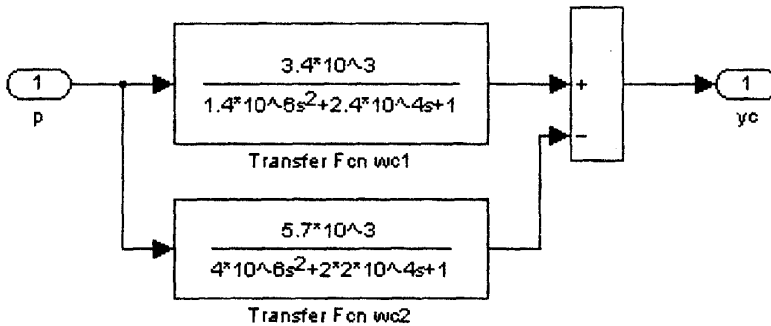 3.4*10^-3
1
1.4*10^-6s2+2.4*10^-4s+1
p
Transfer Fcn wc1
+
−
1
yc
5.7*10^-3
4*10^-6s2+2*2*10^-4s+1
Transfer Fcn wc2